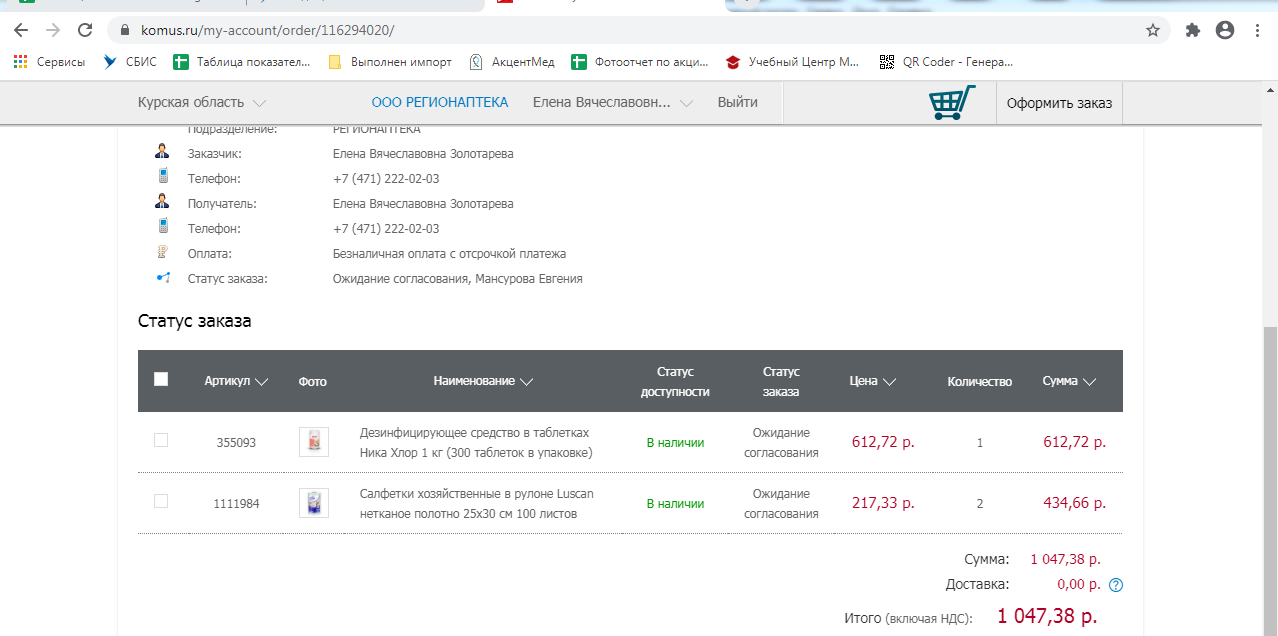 komus.ru/my-account/order/116294020/
Сервисы СБИС Таблица показател... Выполнен импорт АкцентМед Фотоотчет по акци... Учебный Центр М... QR Coder - Генера...
Курская область ООО РЕГИОНАПТЕКА Елена Вячеславовн... Выйти Оформить заказ
Подразделение: РЕГИОНАПТЕКА
Заказчик: Елена Вячеславовна Золотарева
Телефон: +7 (471) 222-02-03
Получатель: Елена Вячеславовна Золотарева
Телефон: +7 (471) 222-02-03
Оплата: Безналичная оплата с отсрочкой платежа
Статус заказа: Ожидание согласования, Мансурова Евгения
Статус заказа
Артикул Фото Наименование Статус доступности Статус заказа Цена Количество Сумма
355093 Дезинфицирующее средство в таблетках Ника Хлор 1 кг (300 таблеток в упаковке) В наличии Ожидание согласования 612,72 р. 1 612,72 р.
1111984 Салфетки хозяйственные в рулоне Luscan нетканое полотно 25x30 см 100 листов В наличии Ожидание согласования 217,33 р. 2 434,66 р.
Сумма: 1 047,38 р.
Доставка: 0,00 р. ?
Итого (включая НДС): 1 047,38 р.